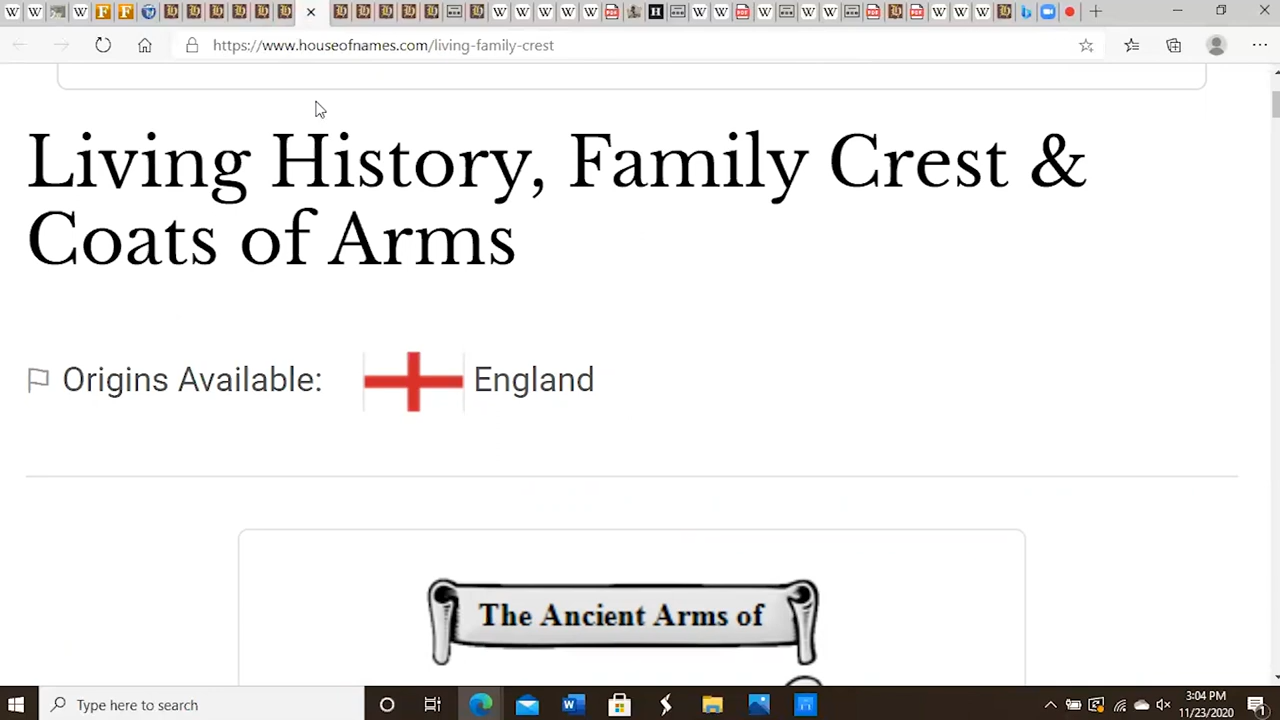 https://www.houseofnames.com/living-family-crest
Living History, Family Crest &
Coats of Arms
Origins Available: England
The Ancient Arms of
Type here to search
3:04 PM
11/23/2020